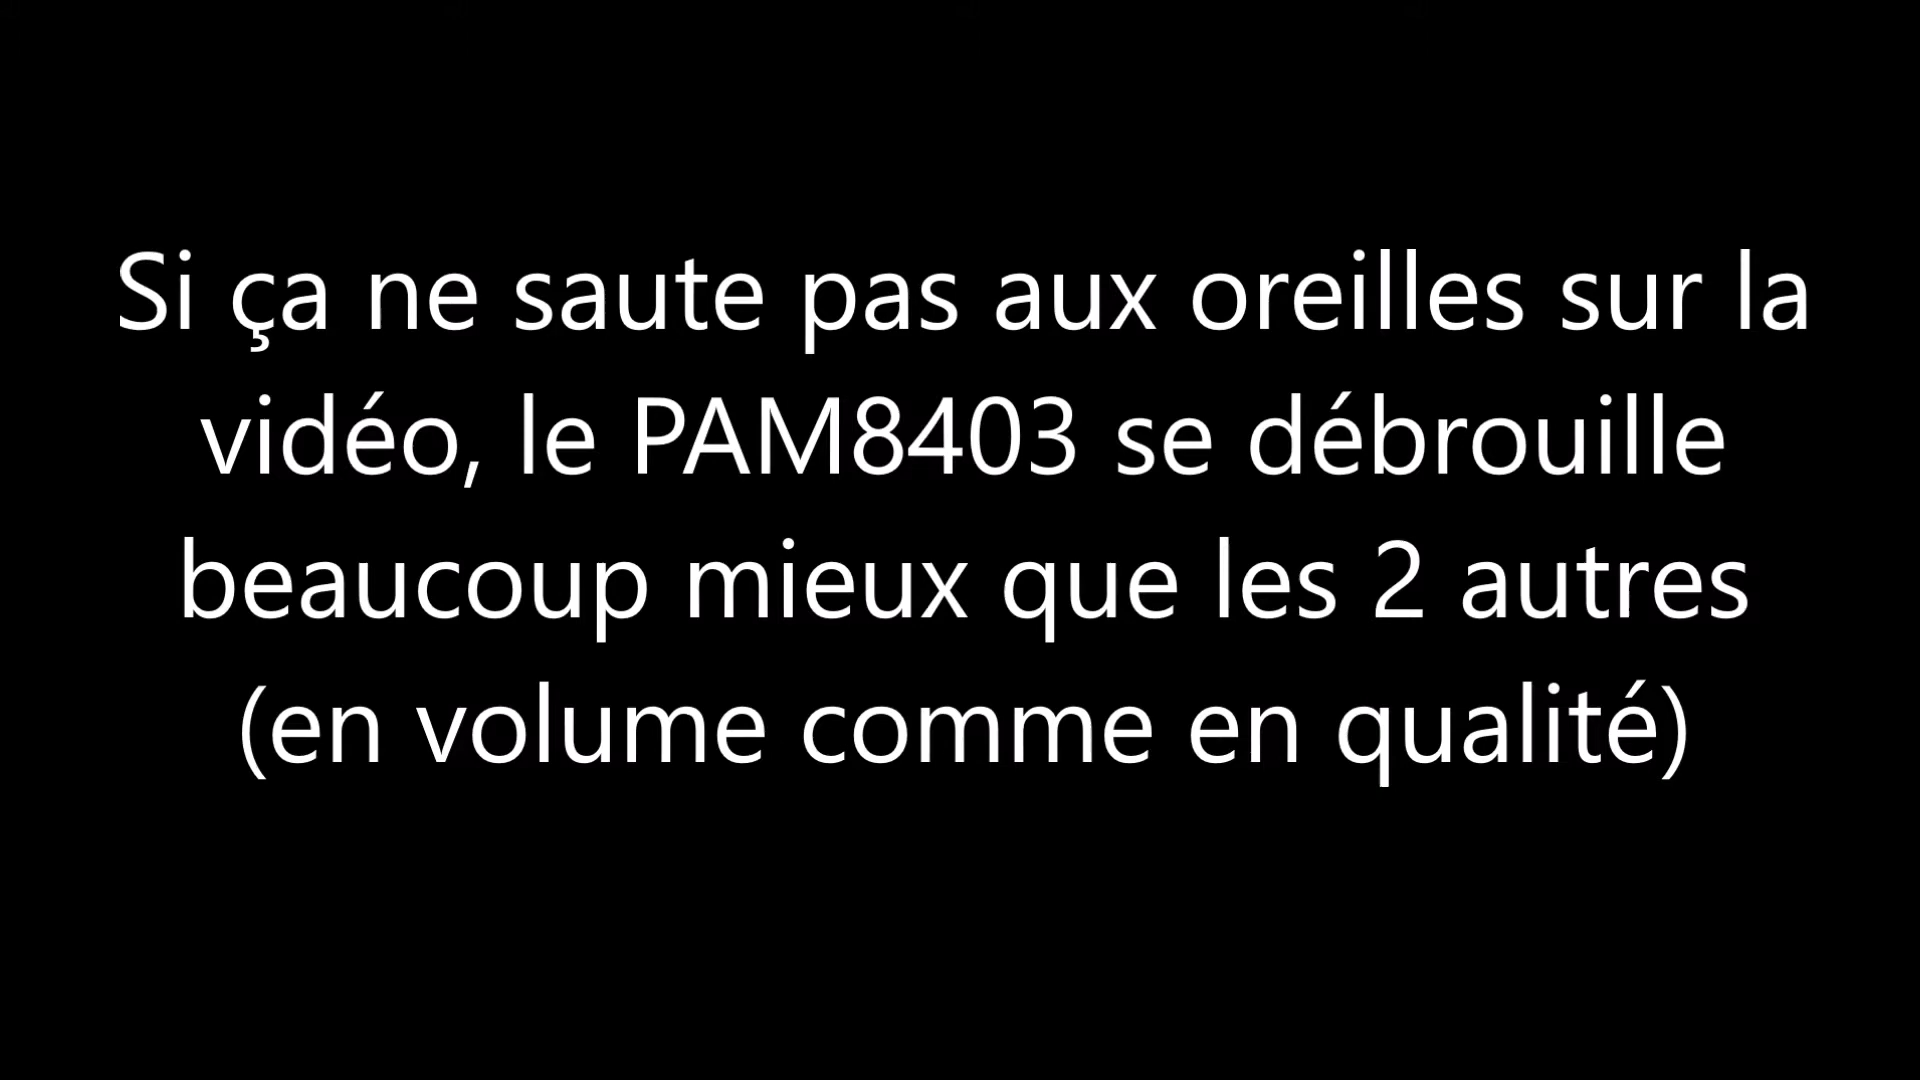 Si ça ne saute pas aux oreilles sur la
vidéo, le PAM8403 se débrouille
beaucoup mieux que les 2 autres
(en volume comme en qualité)